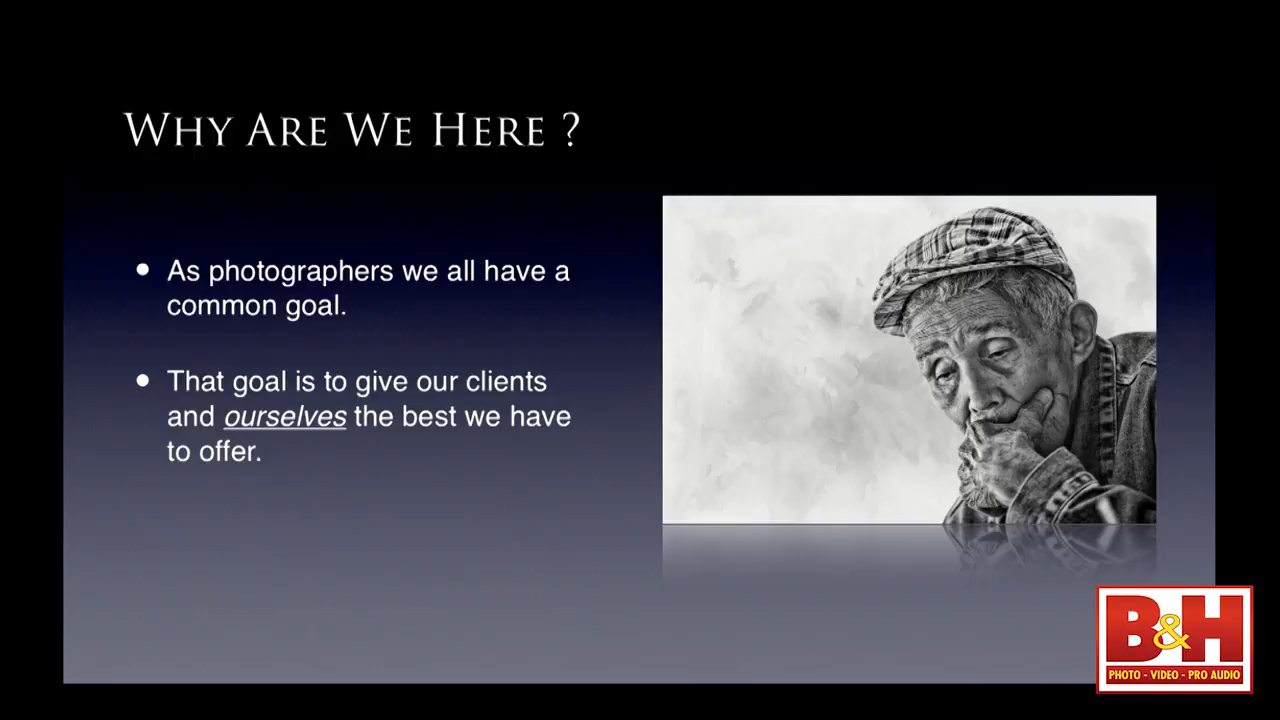 WHY ARE WE HERE ?
• As photographers we all have a
common goal.
• That goal is to give our clients
and ourselves the best we have
to offer.
B&H
PHOTO - VIDEO - PRO AUDIO